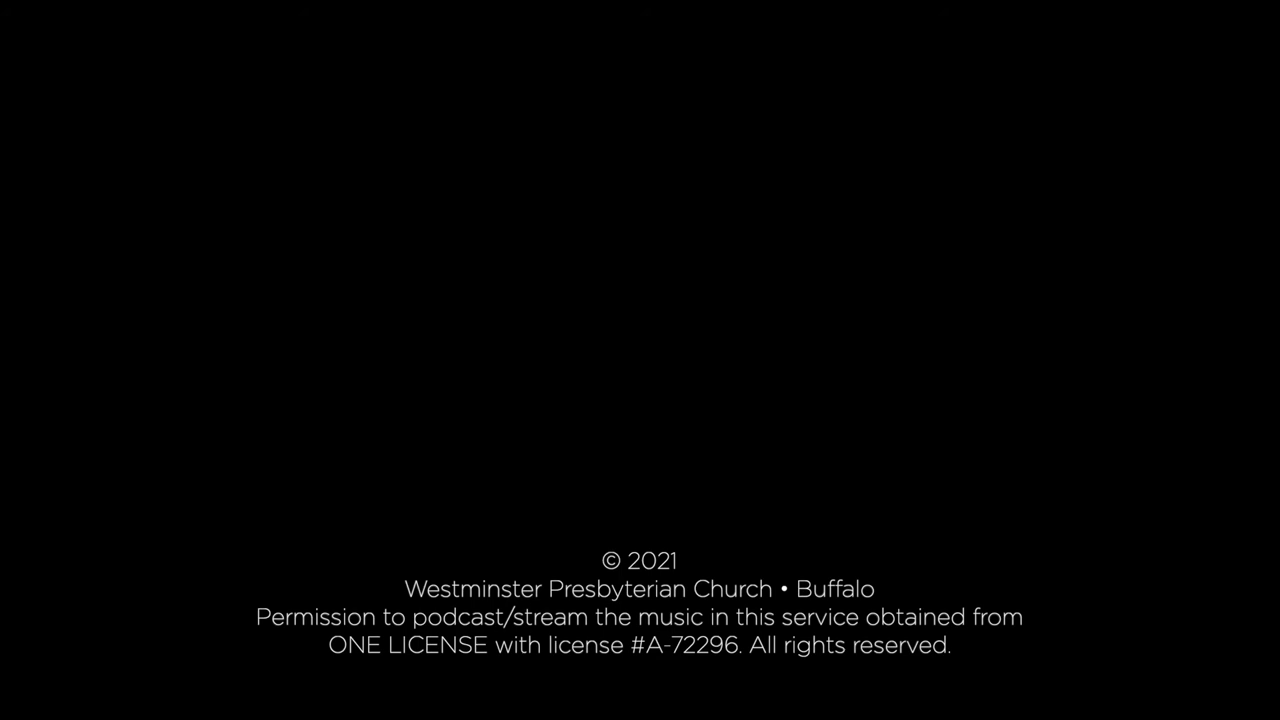 © 2021
Westminster Presbyterian Church • Buffalo
Permission to podcast/stream the music in this service obtained from
ONE LICENSE with license #A-72296. All rights reserved.